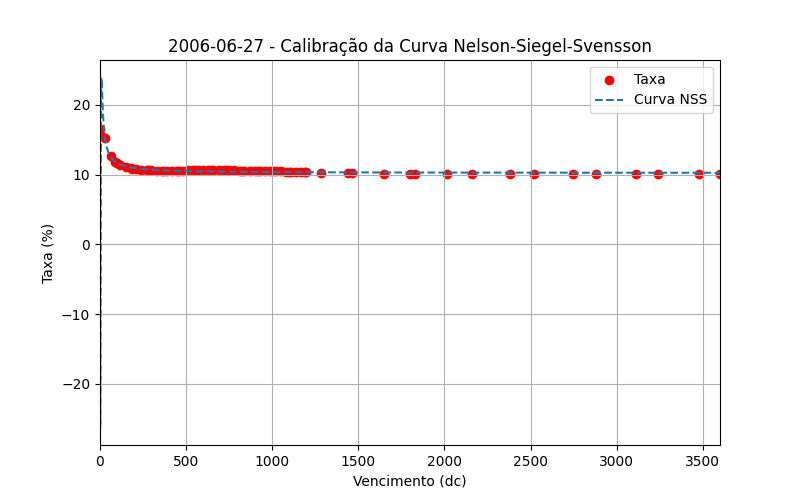 2006-06-27 - Calibração da Curva Nelson-Siegel-Svensson
Taxa
Curva NSS
Taxa (%)
20
10
0
−10
−20
0 500 1000 1500 2000 2500 3000 3500
Vencimento (dc)